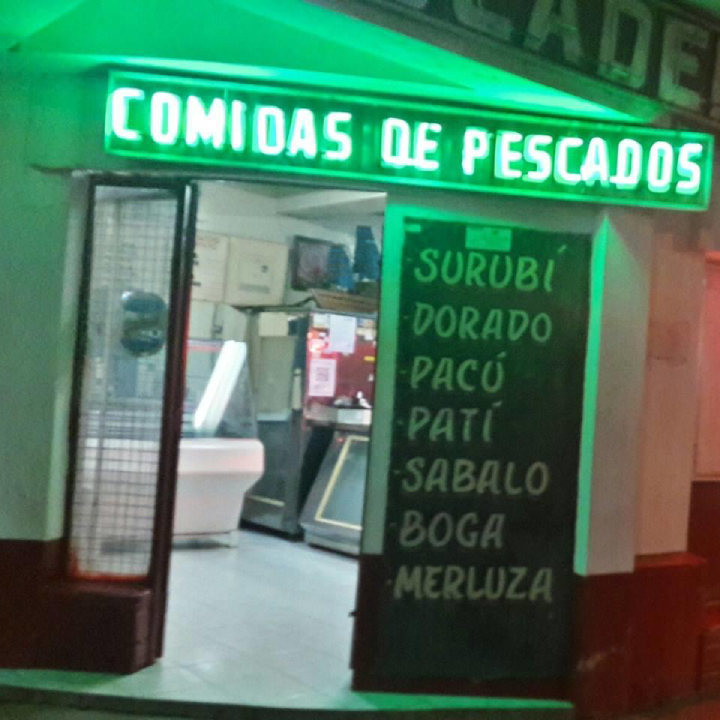 COMIDAS DE PESCADOS
-SURUBÍ
-DORADO
-PACÚ
-PATÍ
-SABALO
-BOGA
-MERLUZA